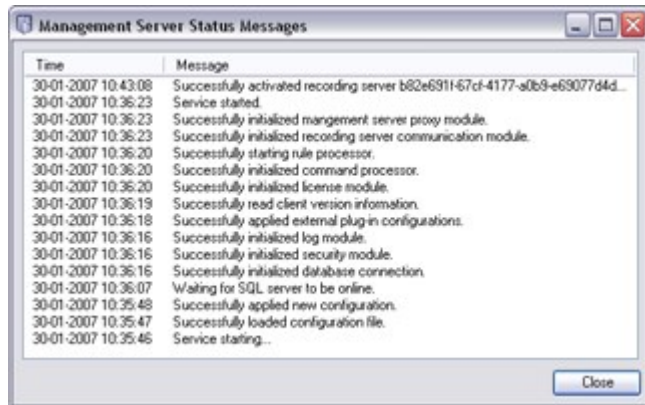 Management Server Status Messages
Time Message
30-01-2007 10:43:08 Successfully activated recording server b82e691f-67cf-4177-a0b9-e69077d4d...
30-01-2007 10:36:23 Service started.
30-01-2007 10:36:23 Successfully initialized mangement server proxy module.
30-01-2007 10:36:23 Successfully initialized recording server communication module.
30-01-2007 10:36:20 Successfully starting rule processor.
30-01-2007 10:36:20 Successfully initialized command processor.
30-01-2007 10:36:20 Successfully initialized license module.
30-01-2007 10:36:19 Successfully read client version information.
30-01-2007 10:36:18 Successfully applied external plug-in configurations.
30-01-2007 10:36:16 Successfully initialized log module.
30-01-2007 10:36:16 Successfully initialized security module.
30-01-2007 10:36:16 Successfully initialized database connection.
30-01-2007 10:36:07 Waiting for SQL server to be online.
30-01-2007 10:35:48 Successfully applied new configuration.
30-01-2007 10:35:47 Successfully loaded configuration file.
30-01-2007 10:35:46 Service starting...
Close